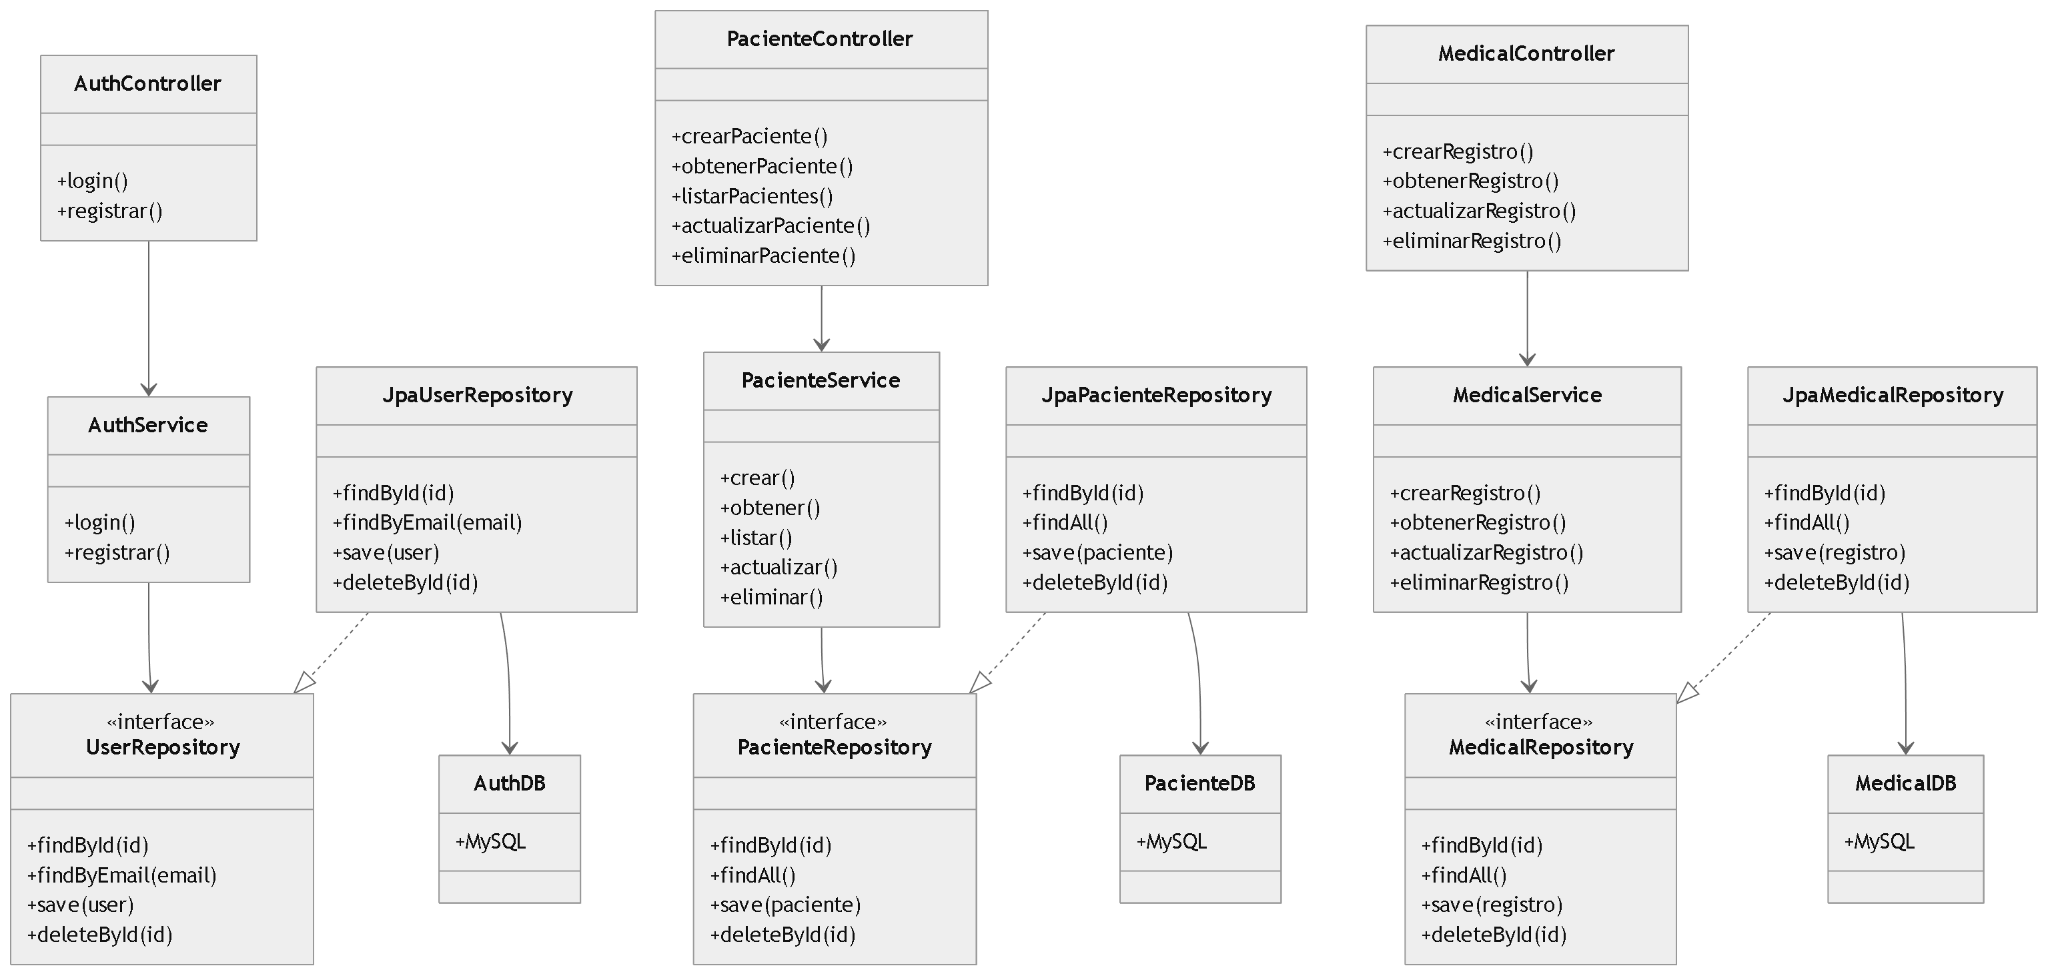 AuthController
+login()
+registrar()
AuthService
+login()
+registrar()
JpaUserRepository
+findById(id)
+findByEmail(email)
+save(user)
+deleteById(id)
«interface»
UserRepository
+findById(id)
+findByEmail(email)
+save(user)
+deleteById(id)
AuthDB
+MySQL
PacienteController
+crearPaciente()
+obtenerPaciente()
+listarPacientes()
+actualizarPaciente()
+eliminarPaciente()
PacienteService
+crear()
+obtener()
+listar()
+actualizar()
+eliminar()
JpaPacienteRepository
+findById(id)
+findAll()
+save(paciente)
+deleteById(id)
«interface»
PacienteRepository
+findById(id)
+findAll()
+save(paciente)
+deleteById(id)
PacienteDB
+MySQL
MedicalController
+crearRegistro()
+obtenerRegistro()
+actualizarRegistro()
+eliminarRegistro()
MedicalService
+crearRegistro()
+obtenerRegistro()
+actualizarRegistro()
+eliminarRegistro()
JpaMedicalRepository
+findById(id)
+findAll()
+save(registro)
+deleteById(id)
«interface»
MedicalRepository
+findById(id)
+findAll()
+save(registro)
+deleteById(id)
MedicalDB
+MySQL